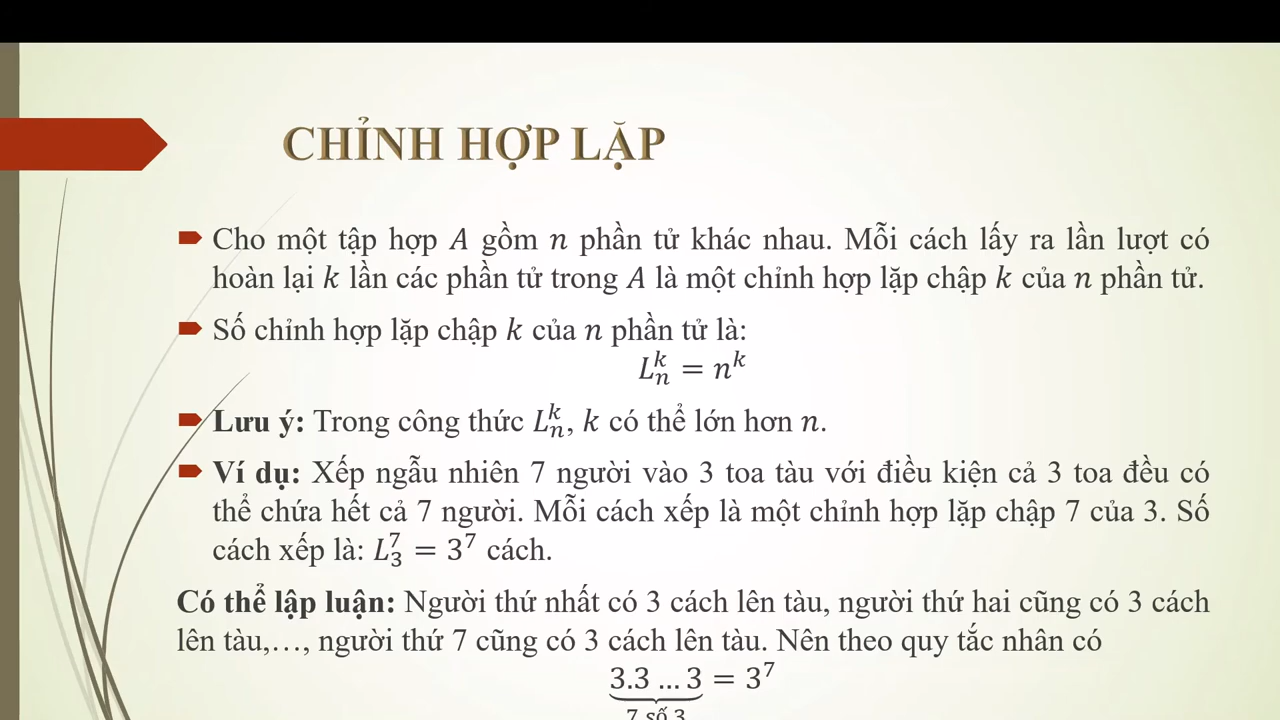 CHỈNH HỢP LẶP
Cho một tập hợp A gồm n phần tử khác nhau. Mỗi cách lấy ra lần lượt có
hoàn lại k lần các phần tử trong A là một chỉnh hợp lặp chập k của n phần tử.
Số chỉnh hợp lặp chập k của n phần tử là:
$L_n^k = n^k$
Lưu ý: Trong công thức $L_n^k$, k có thể lớn hơn n.
Ví dụ: Xếp ngẫu nhiên 7 người vào 3 toa tàu với điều kiện cả 3 toa đều có
thể chứa hết cả 7 người. Mỗi cách xếp là một chỉnh hợp lặp chập 7 của 3. Số
cách xếp là: $L_3^7 = 3^7$ cách.
Có thể lập luận: Người thứ nhất có 3 cách lên tàu, người thứ hai cũng có 3 cách
lên tàu,…, người thứ 7 cũng có 3 cách lên tàu. Nên theo quy tắc nhân có
$3.3 … 3 = 3^7$
7 số 3